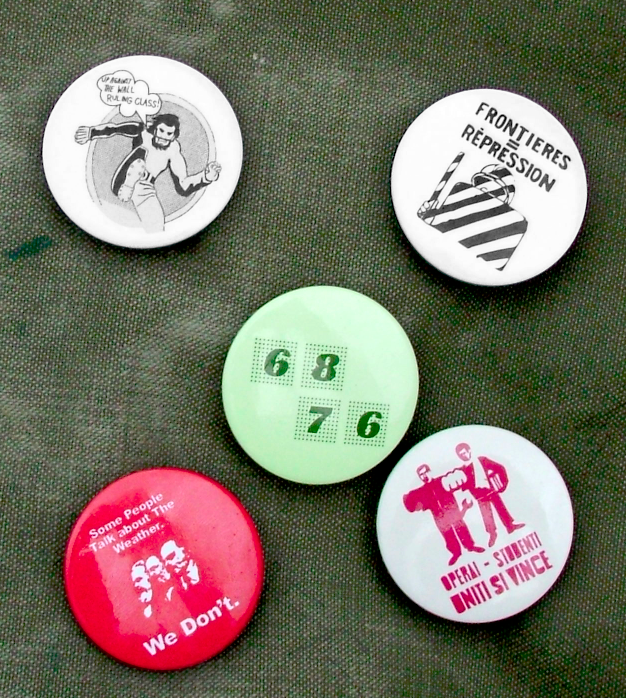 UP AGAINST
THE WALL
RULING CLASS!
FRONTIERES
=
RÈPRÈSSION
6 8
7 6
Some People
Talk about The
Weather.
We Don't.
OPERAI - STUDENTI
UNITI SI VINCE